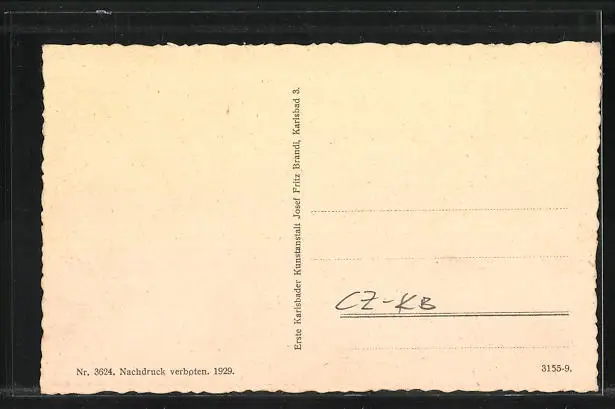 Erste Karlsbader Kunstanstalt Josef Fritz Brandl, Karlsbad 3.
CZ-KB
Nr. 3624. Nachdruck verboten. 1929.
3155-9.